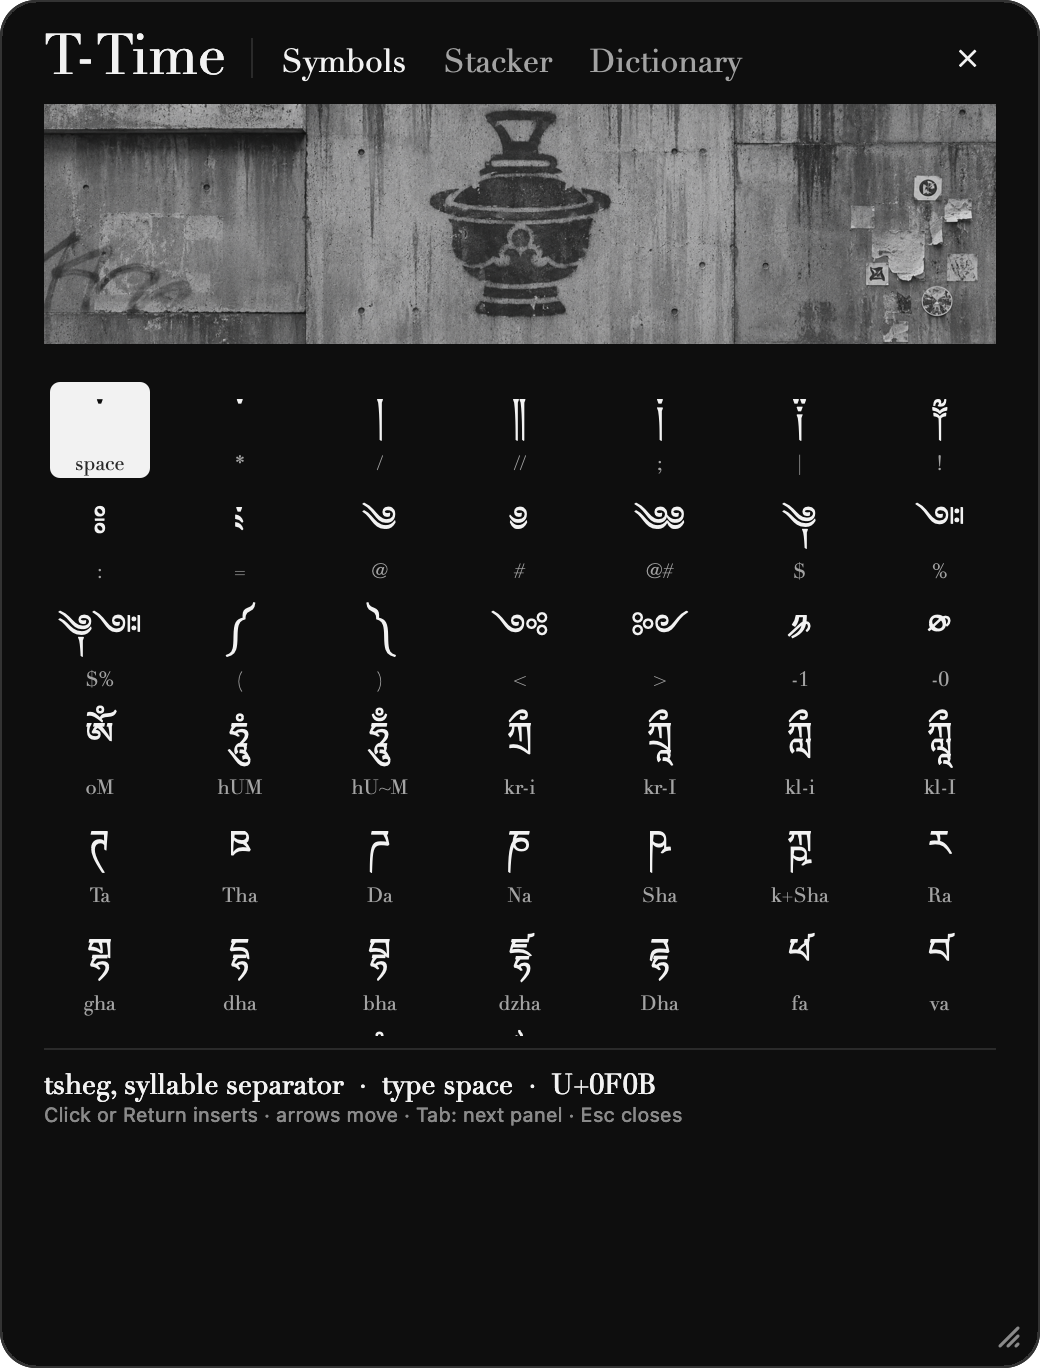 T-Time Symbols Stacker Dictionary ×
་ ༌ ། ༎ ༏ ༑ ༈
space * / // ; | !
༔ ༴ ༄ ༅ ༄༅ ༆ ༇
: = @ # @# $ %
༆༇ ༼ ༽ ༺ ༻
$% ( ) < > -1 -0
ༀ ཧཱུཾ ཧཱུྃ ཀྲྀ ཀྲཱྀ ཀླྀ ཀླཱྀ
oM hUM hU~M kr-i kr-I kl-i kl-I
ཊ ཋ ཌ ཎ ཥ ཀྵ ར
Ta Tha Da Na Sha k+Sha Ra
གྷ དྷ བྷ ཛྷ ཌྷ ཕ༹ བ༹
gha dha bha dzha Dha fa va
tsheg, syllable separator · type space · U+0F0B
Click or Return inserts · arrows move · Tab: next panel · Esc closes